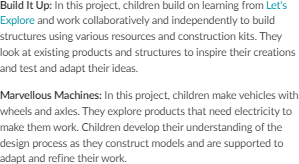 Build It Up: In this project, children build on learning from Let's
Explore and work collaboratively and independently to build
structures using various resources and construction kits. They
look at existing products and structures to inspire their creations
and test and adapt their ideas.
Marvellous Machines: In this project, children make vehicles with
wheels and axles. They explore products that need electricity to
make them work. Children develop their understanding of the
design process as they construct models and are supported to
adapt and refine their work.